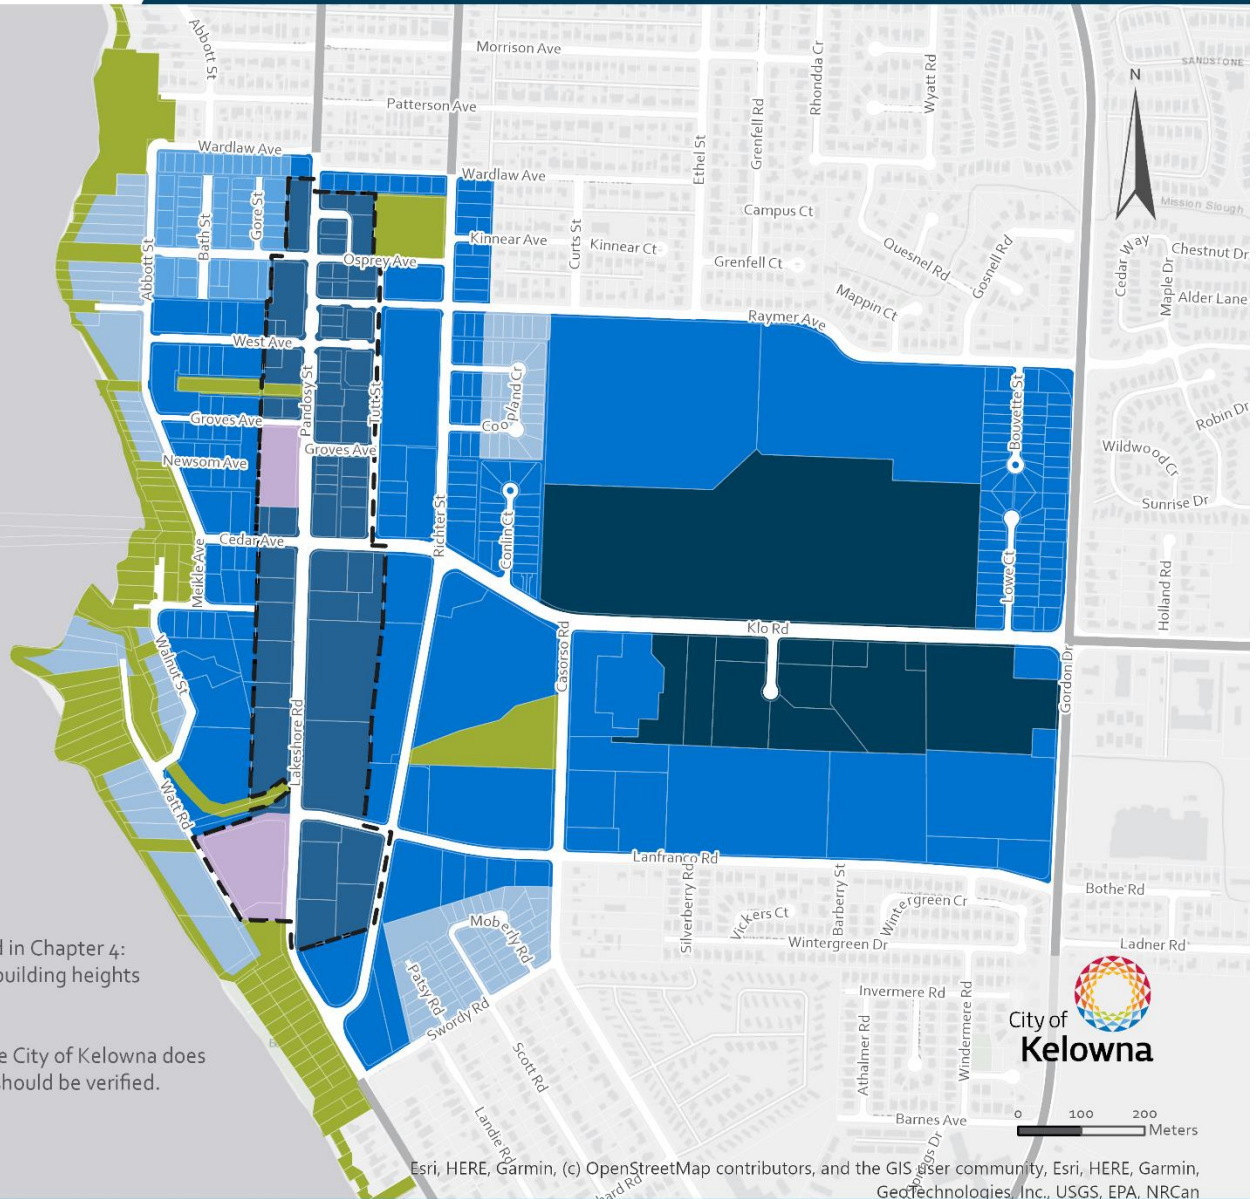 Abbott St
Morrison Ave
Rhondda Cr
Wyatt Rd
SANDSTONE
N
Patterson Ave
Grenfell Rd
Ethel St
Wardlaw Ave
Wardlaw Ave
Mission Slough
Gore St
Bath St
Abbott St
Osprey Ave
Kinnear Ave
Curts St
Kinnear Ct
Campus Ct
Grenfell Ct
Quesnel Rd
Gosnell Rd
Mappin Ct
Cedar Way
Maple Dr
Chestnut Dr
Alder Lane
Raymer Ave
West Ave
Pandosy St
Tutt St
Coopland Cr
Bouvette St
Groves Ave
Groves Ave
Newsom Ave
Robin Dr
Wildwood Cr
Sunrise Dr
Richter St
Conlin Ct
Cedar Ave
Meikle Ave
Lowe Ct
Holland Rd
Walnut St
Casorso Rd
Klo Rd
Gordon Dr
Lakeshore Rd
Watt Rd
Lanfranco Rd
Silverberry Rd
Barberry St
Bothe Rd
Vickers Ct
Wintergreen Cr
Wintergreen Dr
Ladner Rd
Moberly Rd
Patsy Rd
Swordy Rd
d in Chapter 4:
building heights
Invermere Rd
Windermere Rd
Athalmer Rd
City of
Kelowna
e City of Kelowna does
should be verified.
Scott Rd
Landie Rd
Barnes Ave
0 100 200
Meters
Esri, HERE, Garmin, (c) OpenStreetMap contributors, and the GIS user community, Esri, HERE, Garmin,
GeoTechnologies, Inc., USGS, EPA, NRCan